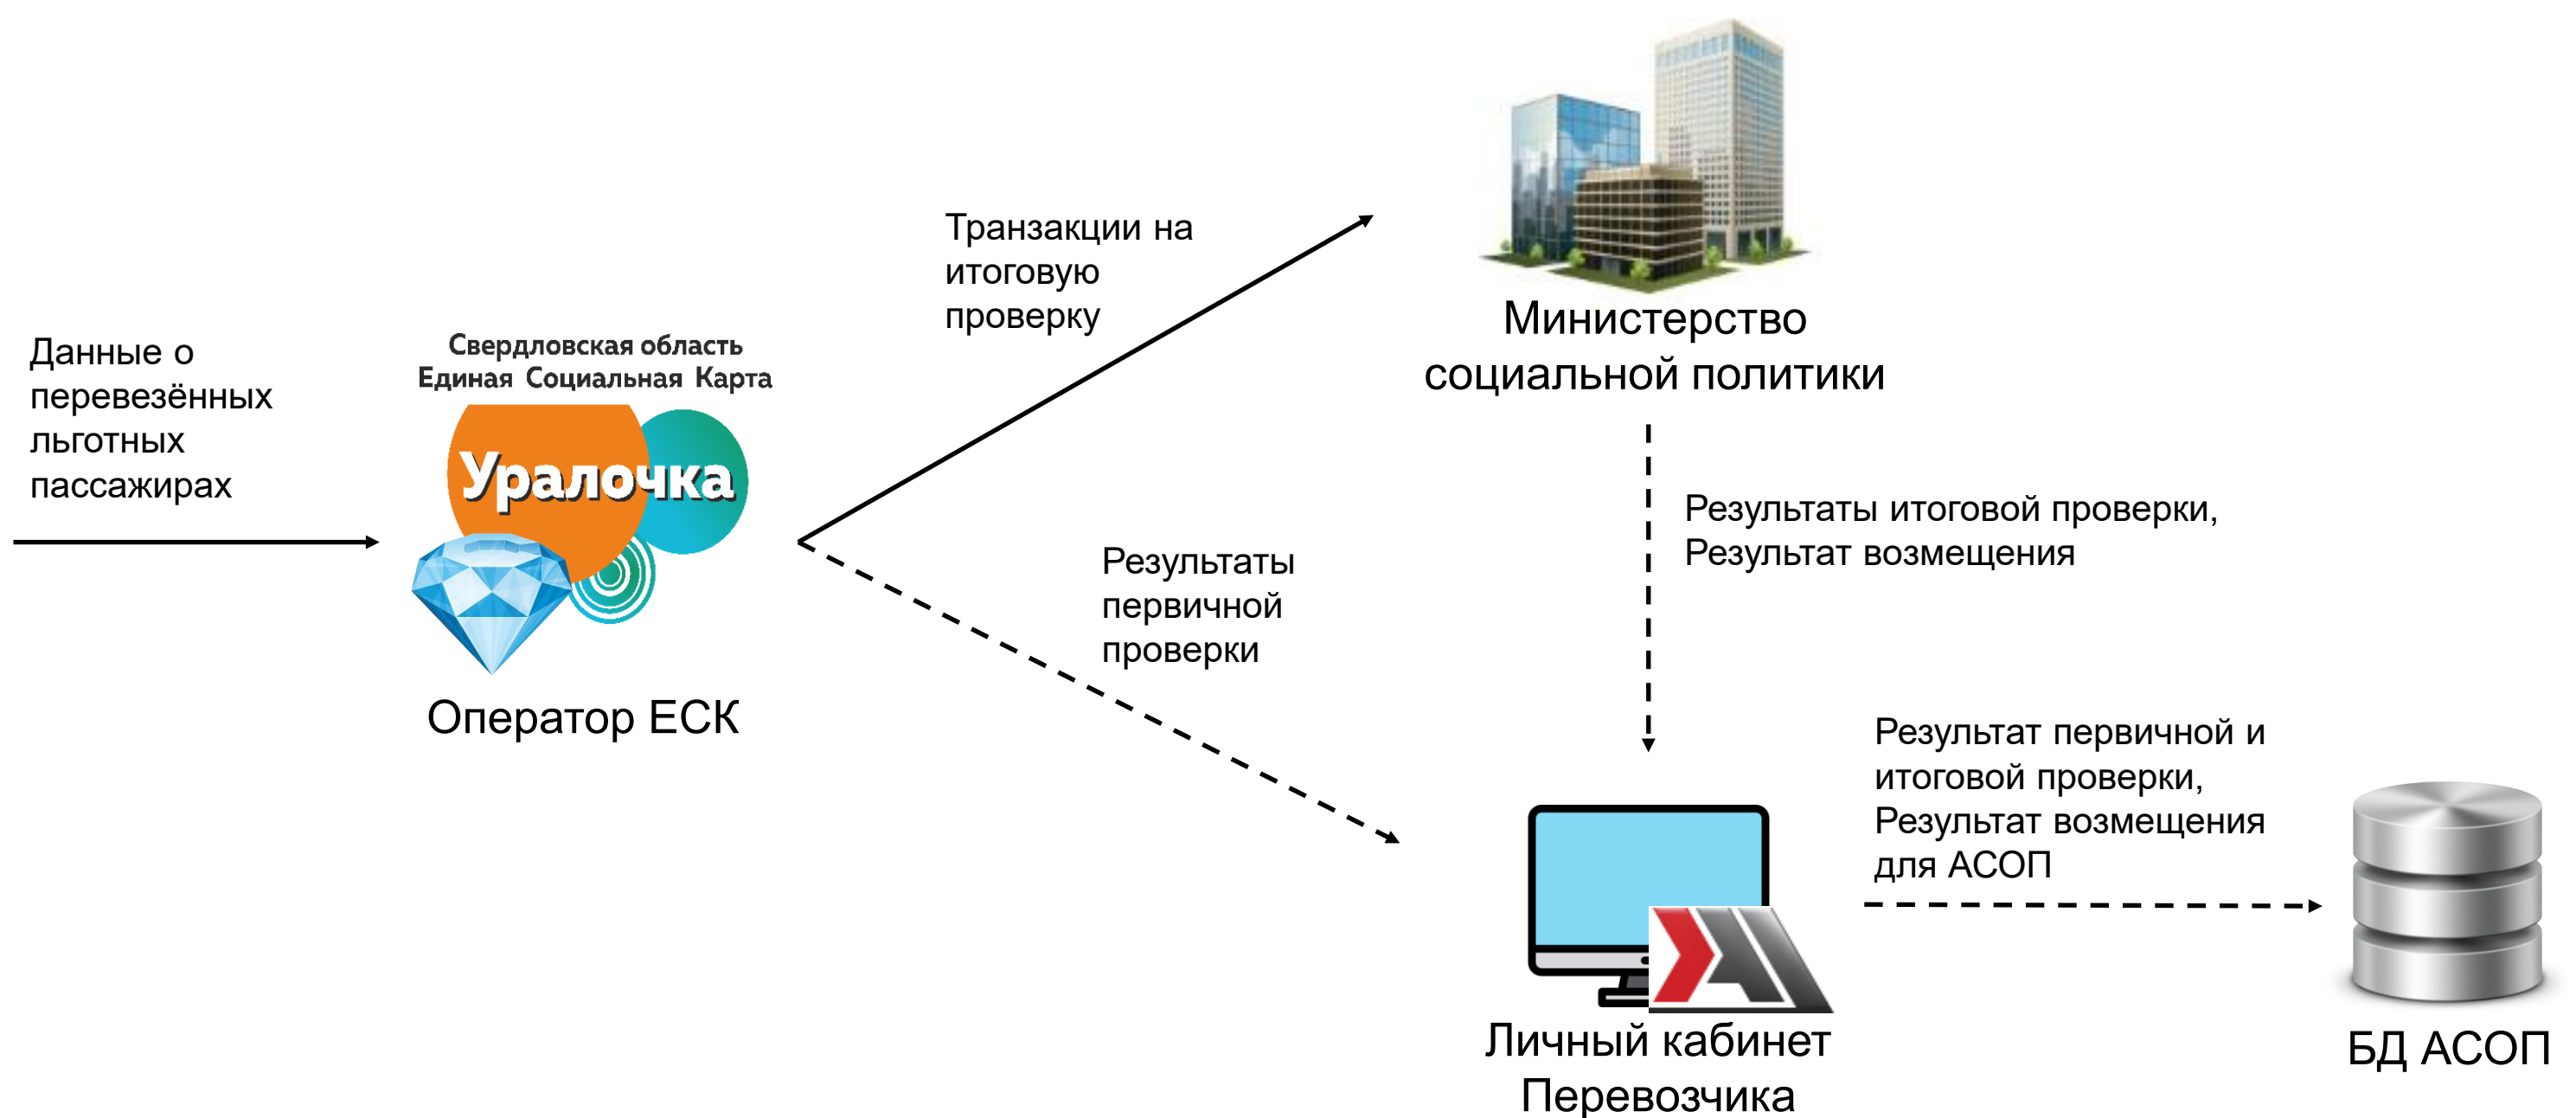 Данные о
перевезённых
льготных
пассажирах
Свердловская область
Единая Социальная Карта
Уралочка
Оператор ЕСК
Транзакции на
итоговую
проверку
Результаты
первичной
проверки
Министерство
социальной политики
Результаты итоговой проверки,
Результат возмещения
Личный кабинет
Перевозчика
Результат первичной и
итоговой проверки,
Результат возмещения
для АСОП
БД АСОП